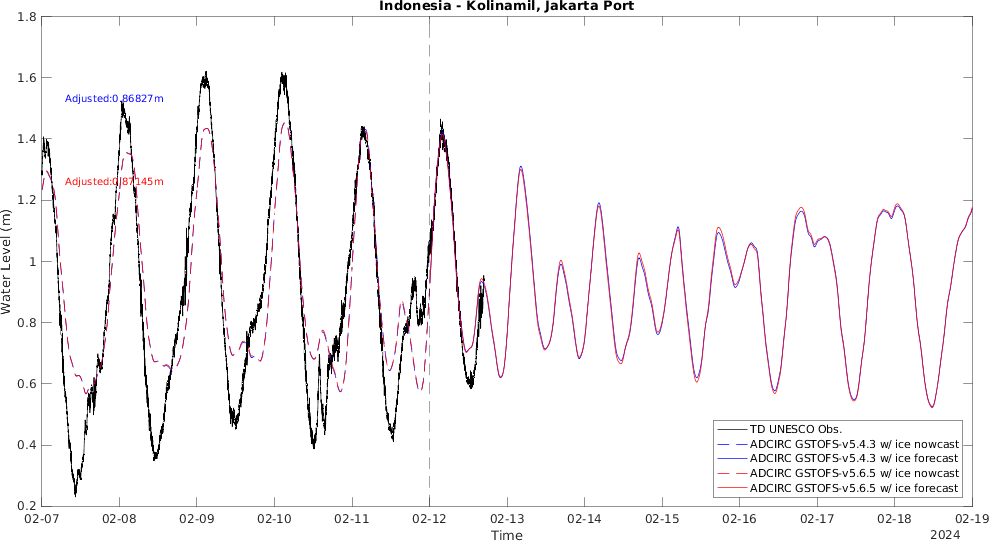 Indonesia - Kolinamil, Jakarta Port
1.8
1.6
1.4
1.2
1
0.8
0.6
0.4
0.2
Water Level (m)
Adjusted:0.86827m
Adjusted:0.87145m
TD UNESCO Obs.
ADCIRC GSTOFS-v5.4.3 w/ ice nowcast
ADCIRC GSTOFS-v5.4.3 w/ ice forecast
ADCIRC GSTOFS-v5.6.5 w/ ice nowcast
ADCIRC GSTOFS-v5.6.5 w/ ice forecast
02-07 02-08 02-09 02-10 02-11 02-12 02-13 02-14 02-15 02-16 02-17 02-18 02-19
Time
2024